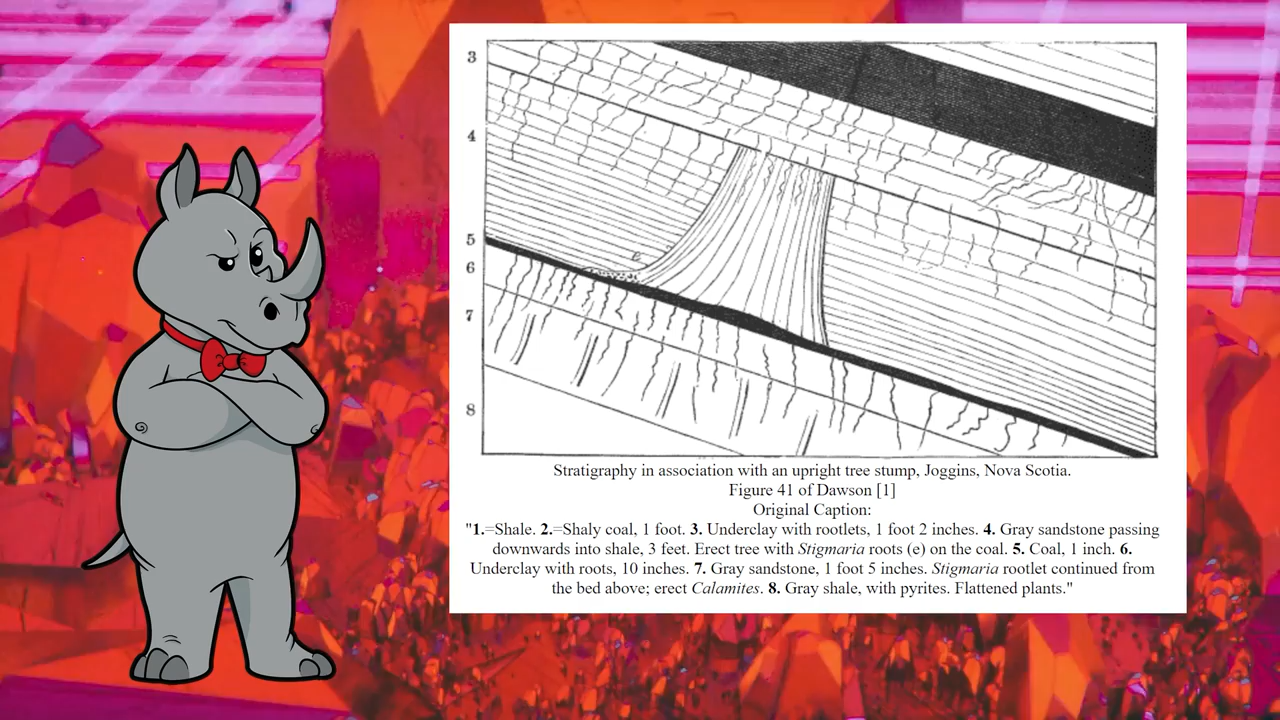 3
4
5
6
7
8
e
Stratigraphy in association with an upright tree stump, Joggins, Nova Scotia.
Figure 41 of Dawson [1]
Original Caption:
"1.=Shale. 2.=Shaly coal, 1 foot. 3. Underclay with rootlets, 1 foot 2 inches. 4. Gray sandstone passing
downwards into shale, 3 feet. Erect tree with Stigmaria roots (e) on the coal. 5. Coal, 1 inch. 6.
Underclay with roots, 10 inches. 7. Gray sandstone, 1 foot 5 inches. Stigmaria rootlet continued from
the bed above; erect Calamites. 8. Gray shale, with pyrites. Flattened plants."